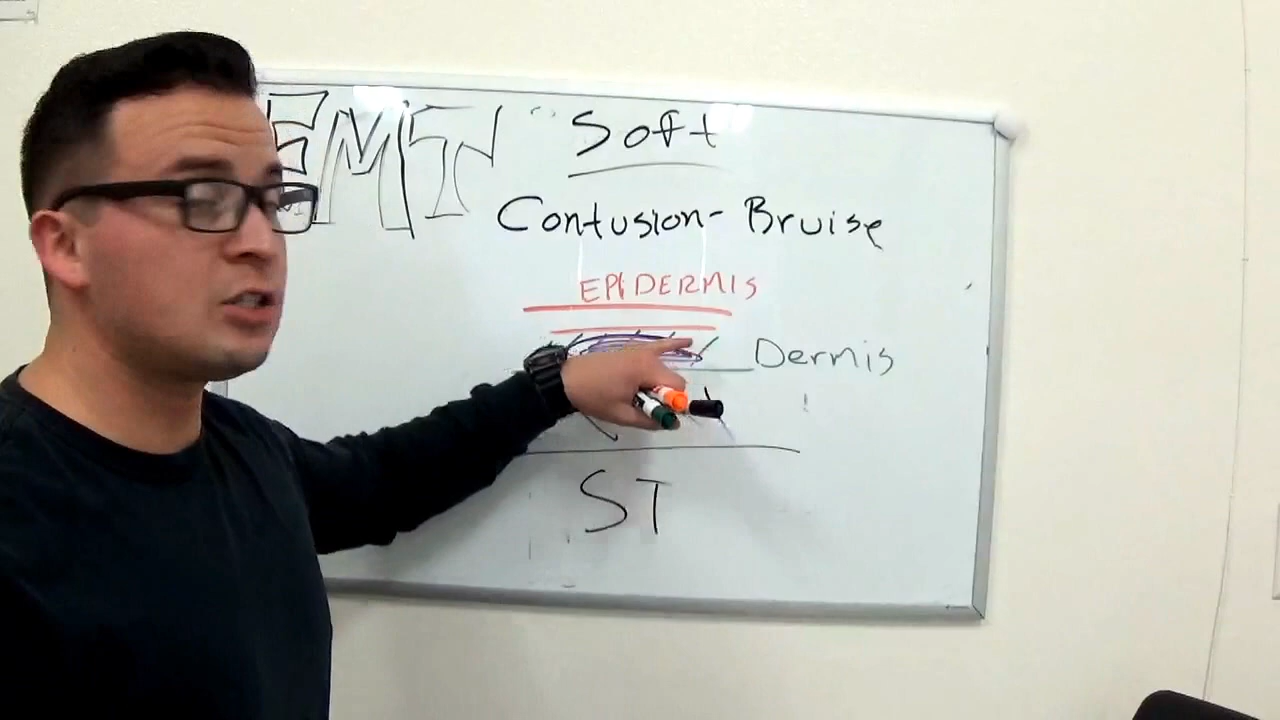 EMT
Soft
Contusion - Bruise
EPIDERMIS
Dermis
ST